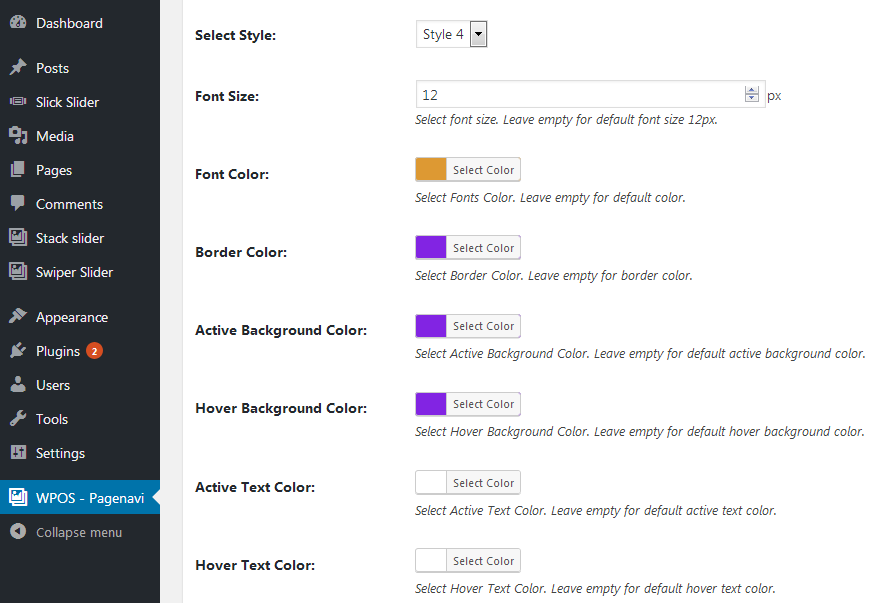 Dashboard
Posts
Slick Slider
Media
Pages
Comments
Stack slider
Swiper Slider
Appearance
Plugins 2
Users
Tools
Settings
WPOS - Pagenavi
Collapse menu
Select Style: Style 4
Font Size: 12 px
Select font size. Leave empty for default font size 12px.
Font Color: Select Color
Select Fonts Color. Leave empty for default color.
Border Color: Select Color
Select Border Color. Leave empty for border color.
Active Background Color: Select Color
Select Active Background Color. Leave empty for default active background color.
Hover Background Color: Select Color
Select Hover Background Color. Leave empty for default hover background color.
Active Text Color: Select Color
Select Active Text Color. Leave empty for default active text color.
Hover Text Color: Select Color
Select Hover Text Color. Leave empty for default hover text color.